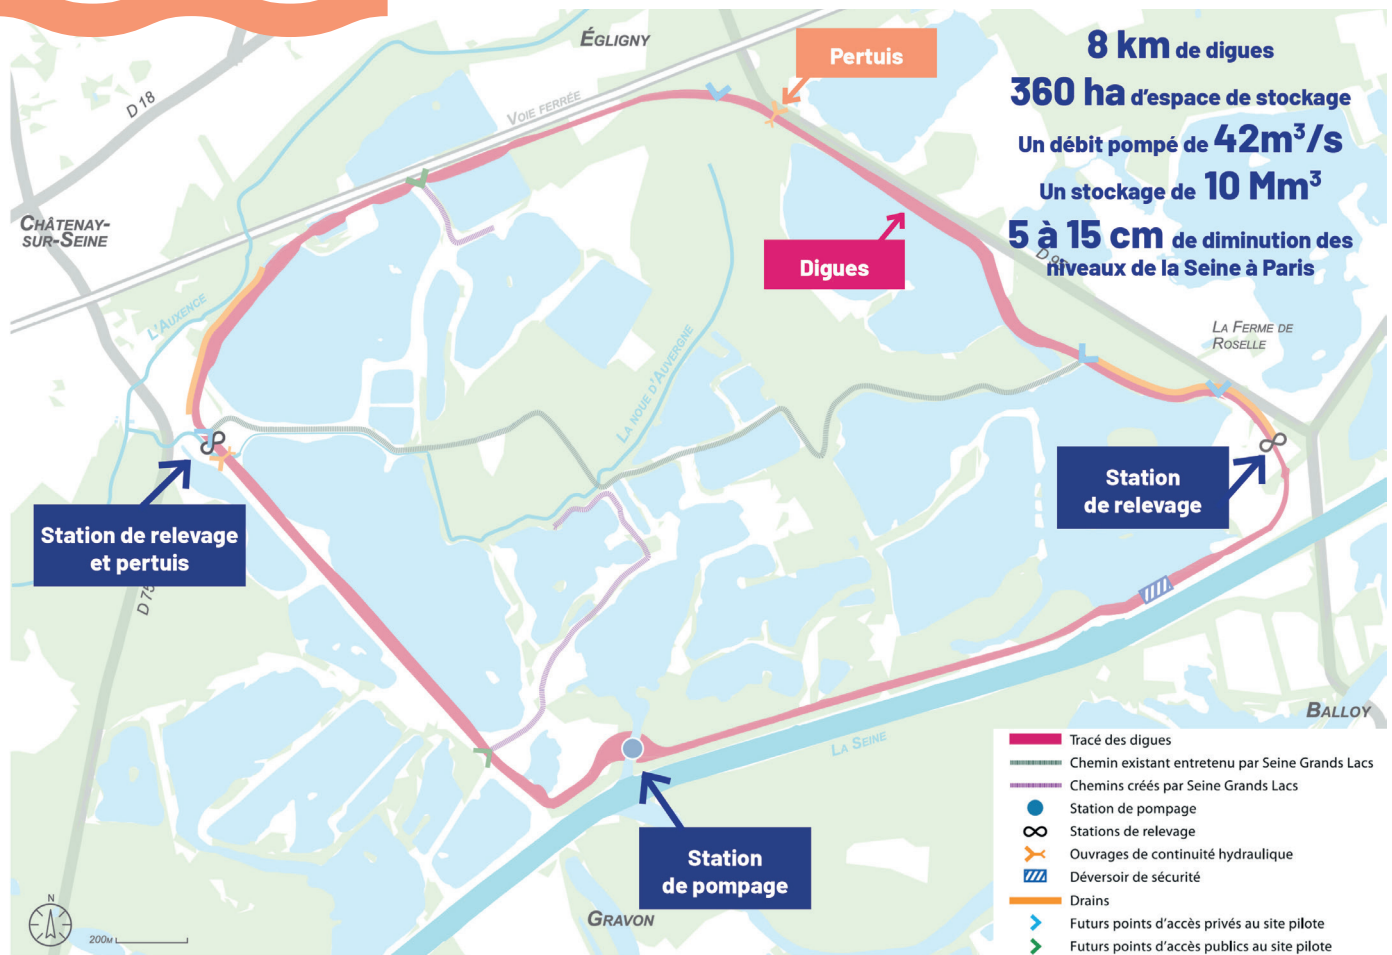 ÉGLIGNY
Pertuis
8 km de digues
360 ha d'espace de stockage
Un débit pompé de 42m³/s
Un stockage de 10 Mm³
5 à 15 cm de diminution des
niveaux de la Seine à Paris
D 18
VOIE FERRÉE
CHÂTENAY-
SUR-SEINE
Digues
L'AUXENCE
LA NOUE D'AUVERGNE
LA FERME DE
ROSELLE
Station
de relevage
Station de relevage
et pertuis
D 75
BALLOY
LA SEINE
Station
de pompage
GRAVON
N
200M
Tracé des digues
Chemin existant entretenu par Seine Grands Lacs
Chemins créés par Seine Grands Lacs
Station de pompage
Stations de relevage
Ouvrages de continuité hydraulique
Déversoir de sécurité
Drains
Futurs points d'accès privés au site pilote
Futurs points d'accès publics au site pilote